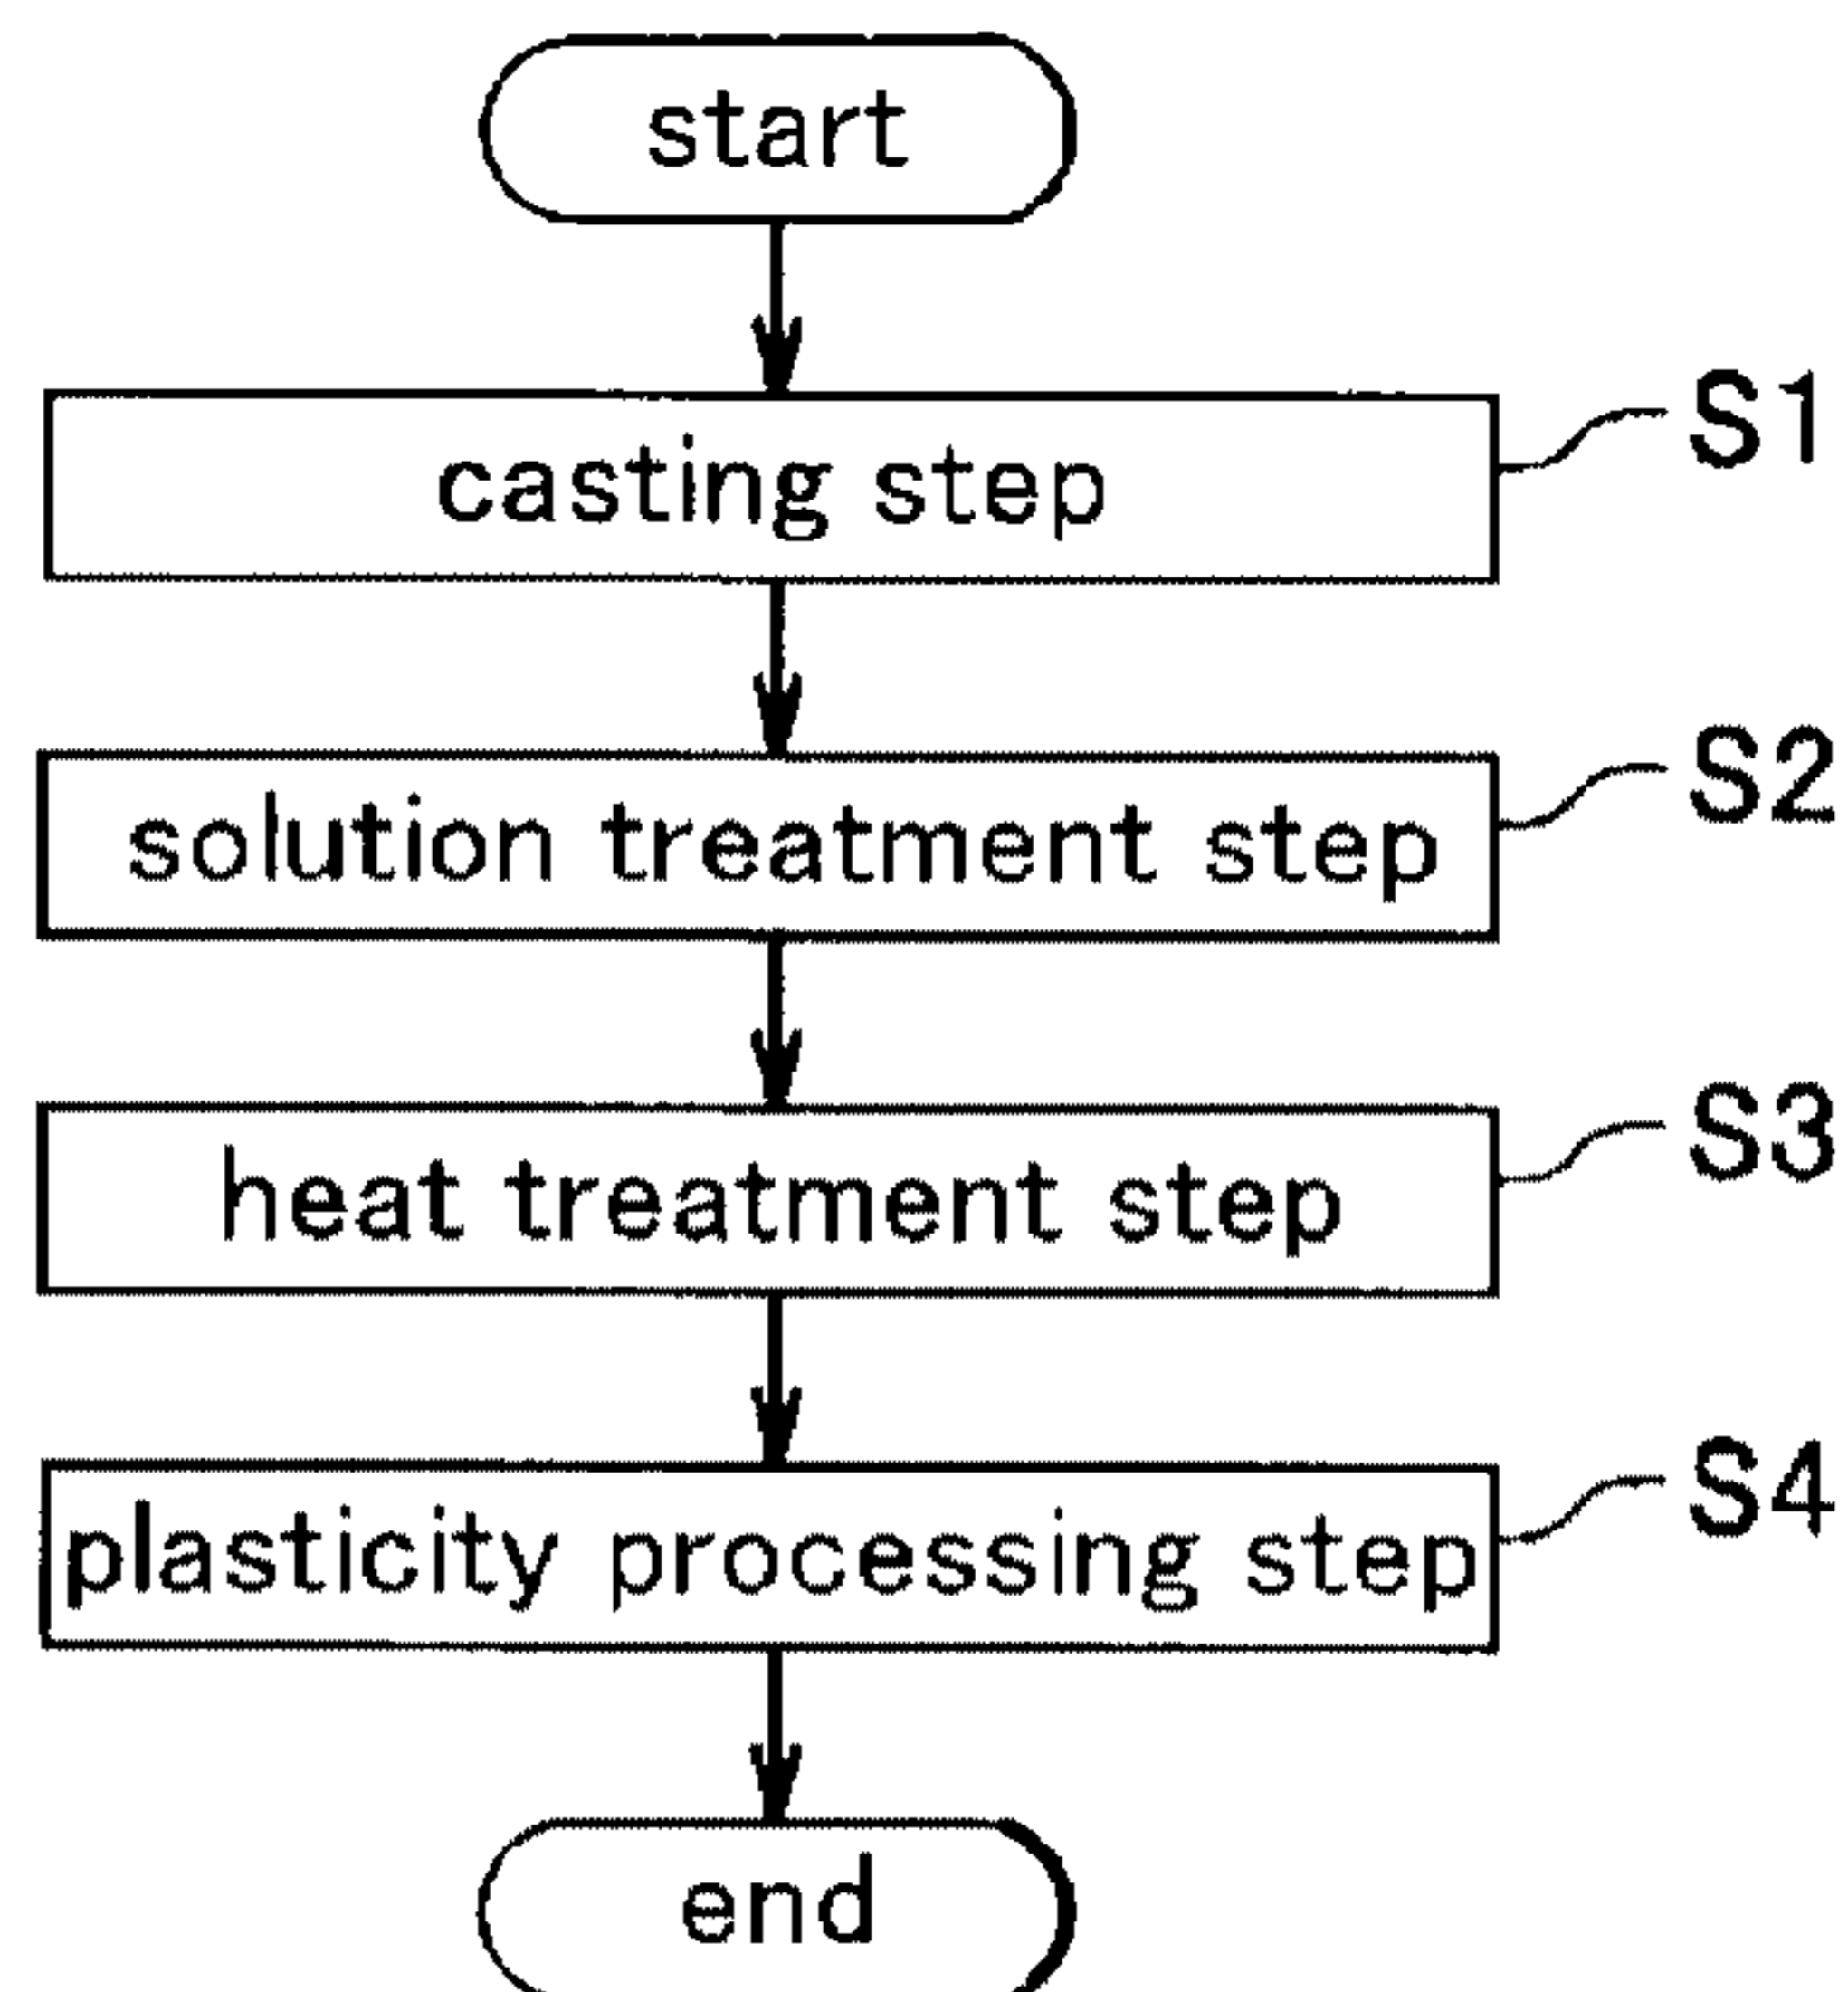 start
casting step
S1
solution treatment step
S2
heat treatment step
S3
plasticity processing step
S4
end